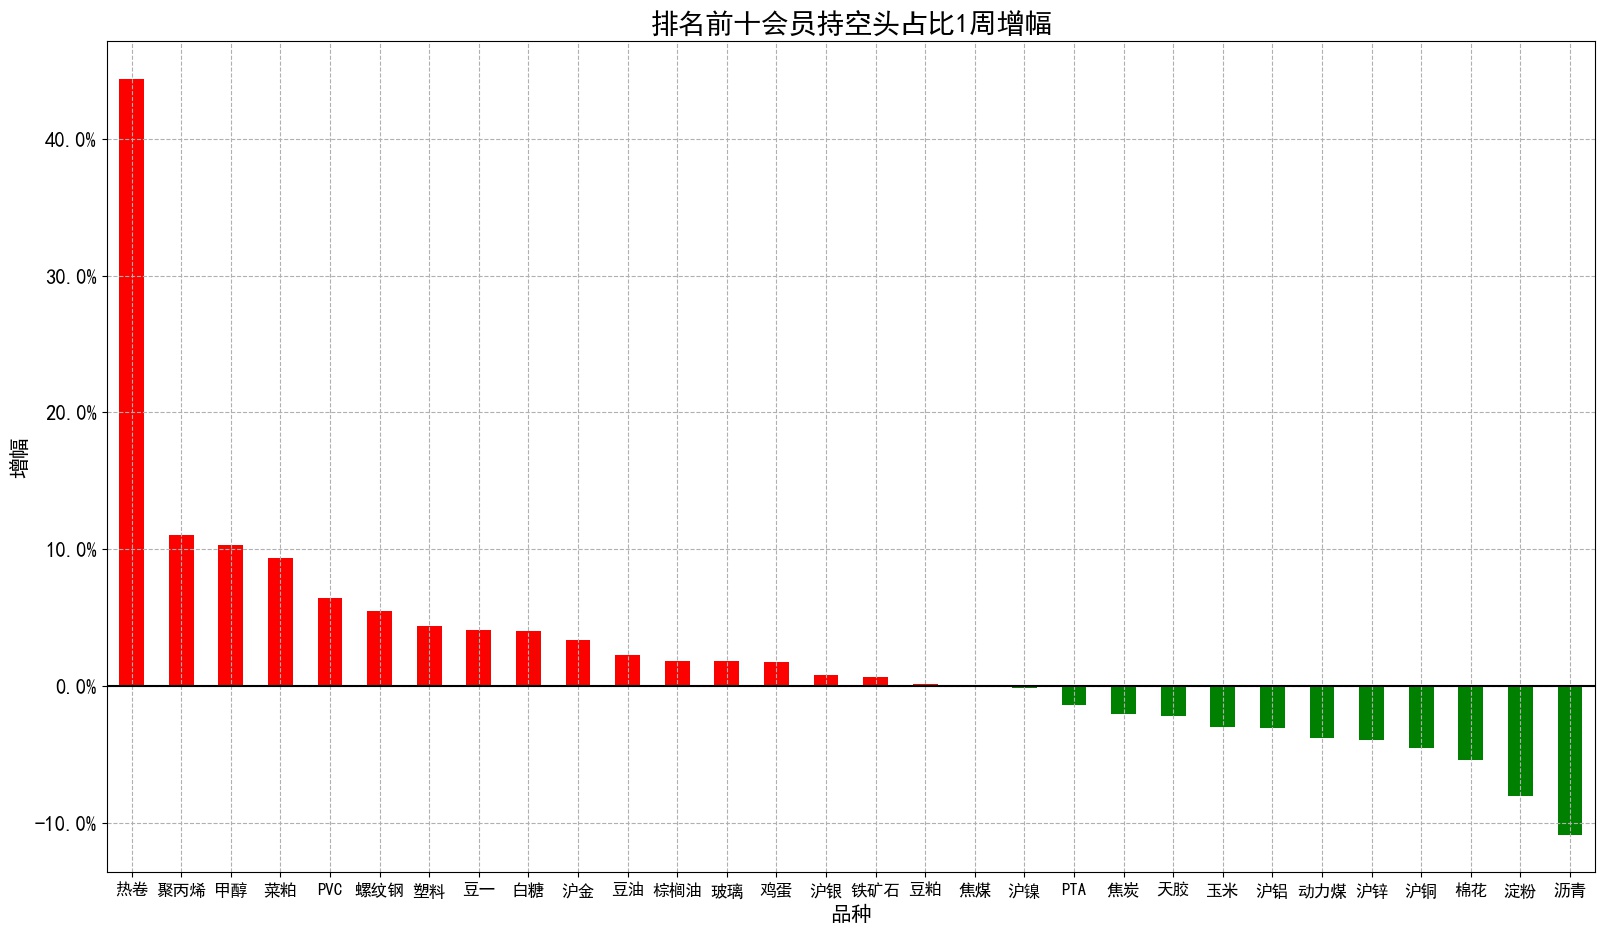 排名前十会员持空头占比1周增幅
增幅
40.0%
30.0%
20.0%
10.0%
0.0%
-10.0%
热卷 聚丙烯 甲醇 菜粕 PVC 螺纹钢 塑料 豆一 白糖 沪金 豆油 棕榈油 玻璃 鸡蛋 沪银 铁矿石 豆粕 焦煤 沪镍 PTA 焦炭 天胶 玉米 沪铝 动力煤 沪锌 沪铜 棉花 淀粉 沥青
品种